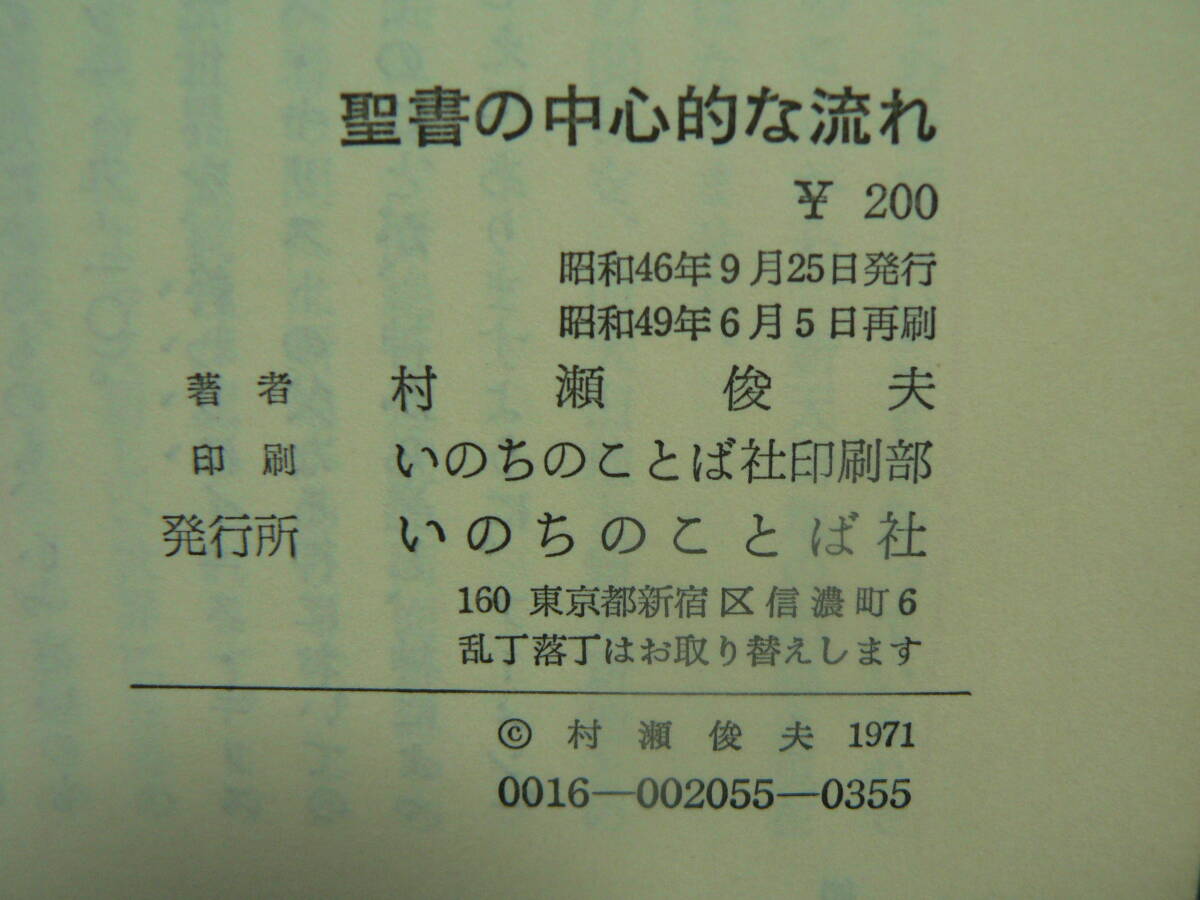 聖書の中心的な流れ
¥ 200
昭和46年9月25日発行
昭和49年6月5日再刷
著者 村瀬俊夫
印刷 いのちのことば社印刷部
発行所 いのちのことば社
160 東京都新宿区信濃町6
乱丁落丁はお取り替えします
© 村瀬俊夫 1971
0016—002055—0355